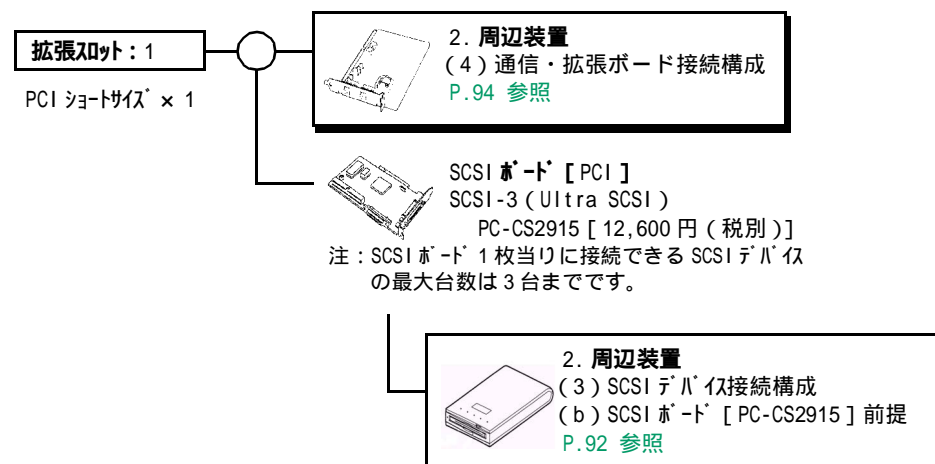 拡張ｽﾛｯﾄ：1
PCI ｼｮｰﾄｻｲｽﾞ × 1
2. 周辺装置
(4) 通信・拡張ボード接続構成
P.94 参照
SCSI ﾎﾞｰﾄﾞ [ PCI ]
SCSI-3 ( Ultra SCSI )
PC-CS2915 [ 12,600 円 ( 税別 ) ]
注：SCSI ﾎﾞｰﾄﾞ 1 枚当りに接続できる SCSI ﾃﾞﾊﾞｲｽ
の最大台数は 3 台までです。
2. 周辺装置
(3) SCSI ﾃﾞﾊﾞｲｽ接続構成
(b) SCSI ﾎﾞｰﾄﾞ [ PC-CS2915 ] 前提
P.92 参照